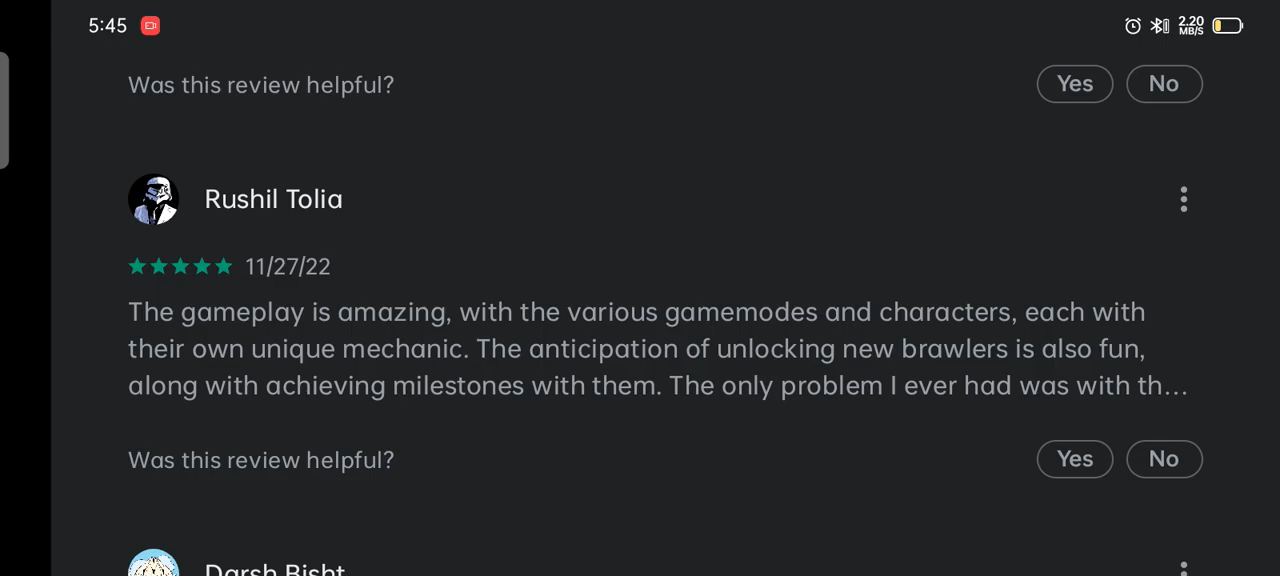 5:45
2.20
MB/S
Was this review helpful?
Yes
No
Rushil Tolia
11/27/22
The gameplay is amazing, with the various gamemodes and characters, each with
their own unique mechanic. The anticipation of unlocking new brawlers is also fun,
along with achieving milestones with them. The only problem I ever had was with th...
Was this review helpful?
Yes
No
Darsh Bisht